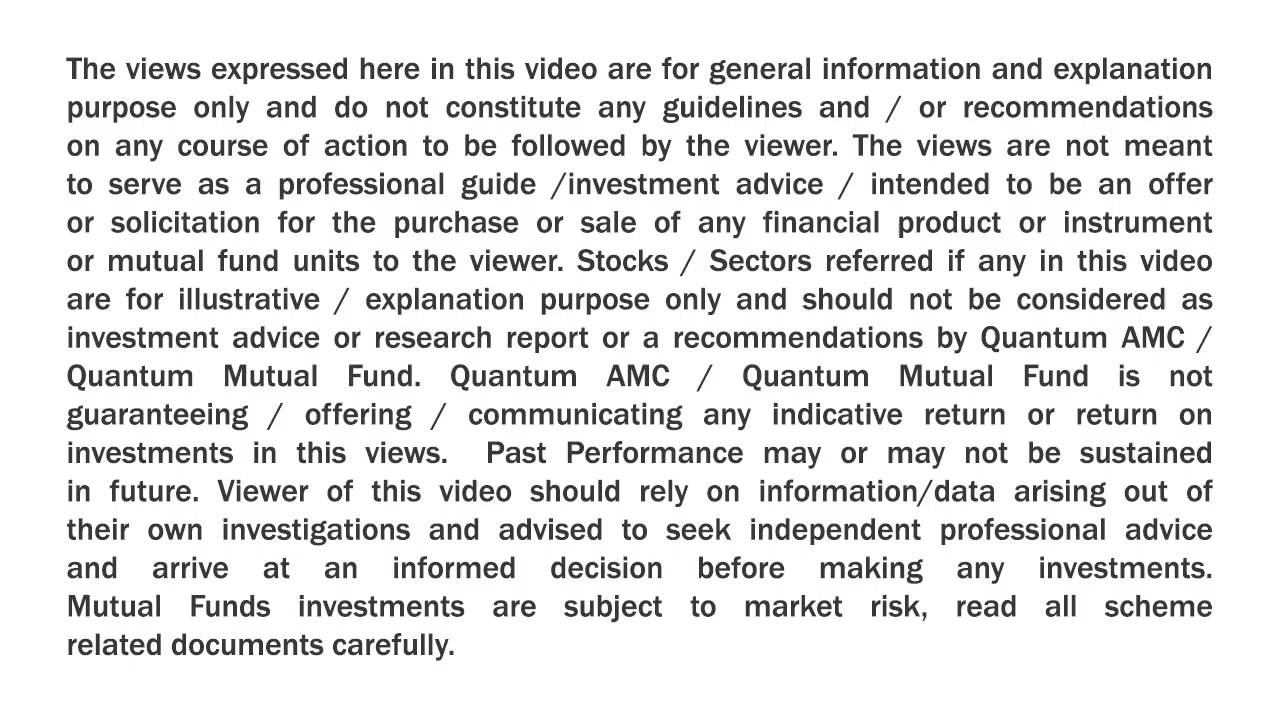 The views expressed here in this video are for general information and explanation
purpose only and do not constitute any guidelines and / or recommendations
on any course of action to be followed by the viewer. The views are not meant
to serve as a professional guide /investment advice / intended to be an offer
or solicitation for the purchase or sale of any financial product or instrument
or mutual fund units to the viewer. Stocks / Sectors referred if any in this video
are for illustrative / explanation purpose only and should not be considered as
investment advice or research report or a recommendations by Quantum AMC /
Quantum Mutual Fund. Quantum AMC / Quantum Mutual Fund is not
guaranteeing / offering / communicating any indicative return or return on
investments in this views.  Past Performance may or may not be sustained
in future. Viewer of this video should rely on information/data arising out of
their own investigations and advised to seek independent professional advice
and arrive at an informed decision before making any investments.
Mutual Funds investments are subject to market risk, read all scheme
related documents carefully.